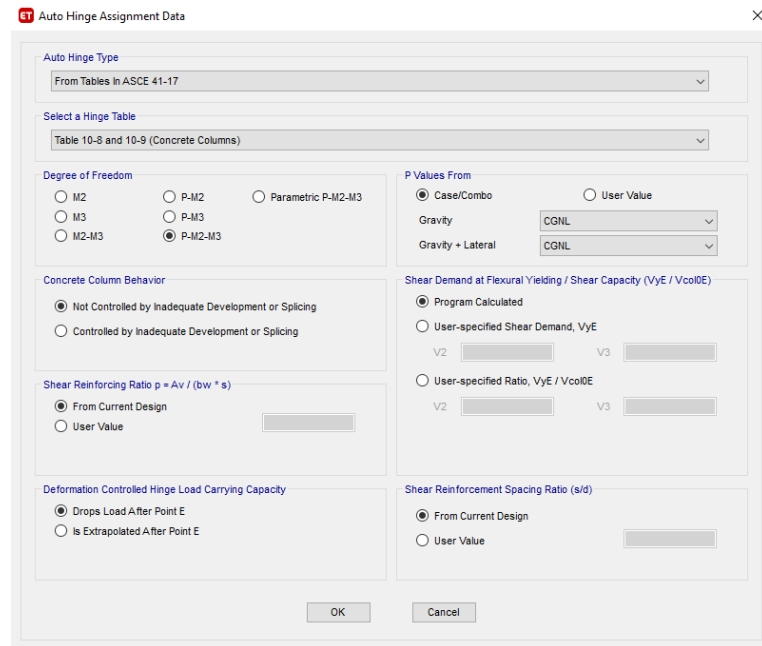 ET Auto Hinge Assignment Data
Auto Hinge Type
From Tables In ASCE 41-17
Select a Hinge Table
Table 10-8 and 10-9 (Concrete Columns)
Degree of Freedom
M2 P-M2 Parametric P-M2-M3
M3 P-M3
M2-M3 P-M2-M3
P Values From
Case/Combo User Value
Gravity CGNL
Gravity + Lateral CGNL
Concrete Column Behavior
Not Controlled by Inadequate Development or Splicing
Controlled by Inadequate Development or Splicing
Shear Demand at Flexural Yielding / Shear Capacity (VyE / Vcol0E)
Program Calculated
User-specified Shear Demand, VyE
V2 V3
User-specified Ratio, VyE / Vcol0E
V2 V3
Shear Reinforcing Ratio p = Av / (bw * s)
From Current Design
User Value
Deformation Controlled Hinge Load Carrying Capacity
Drops Load After Point E
Is Extrapolated After Point E
Shear Reinforcement Spacing Ratio (s/d)
From Current Design
User Value
OK Cancel